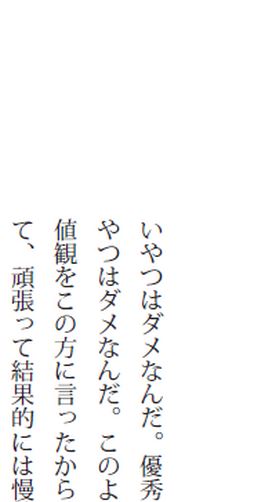 いやつはダメなんだ。優秀
やつはダメなんだ。このよ
値観をこの方に言ったから
て、頑張って結果的には慢